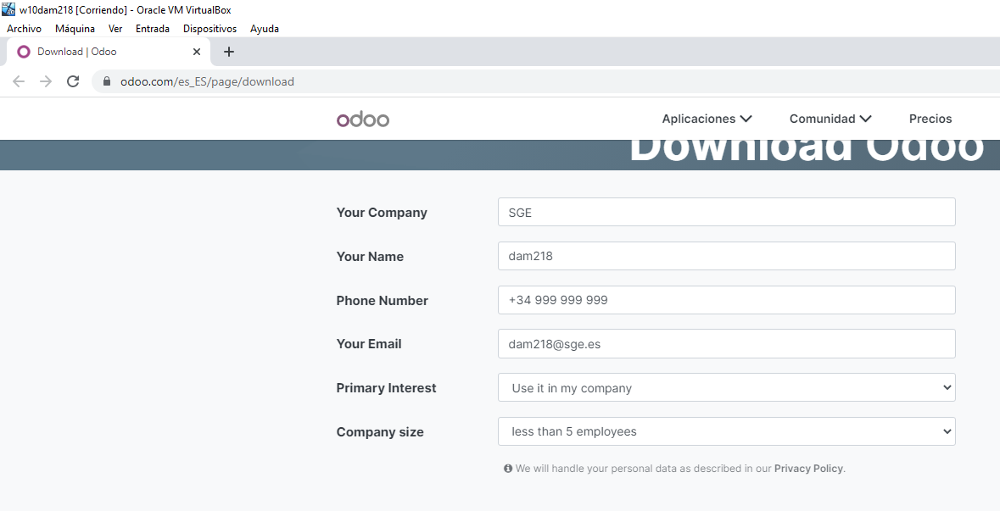 w10dam218 [Corriendo] - Oracle VM VirtualBox
Archivo Máquina Ver Entrada Dispositivos Ayuda
Download | Odoo
odoo.com/es_ES/page/download
odoo Aplicaciones Comunidad Precios
Download Odoo
Your Company SGE
Your Name dam218
Phone Number +34 999 999 999
Your Email dam218@sge.es
Primary Interest Use it in my company
Company size less than 5 employees
We will handle your personal data as described in our Privacy Policy.